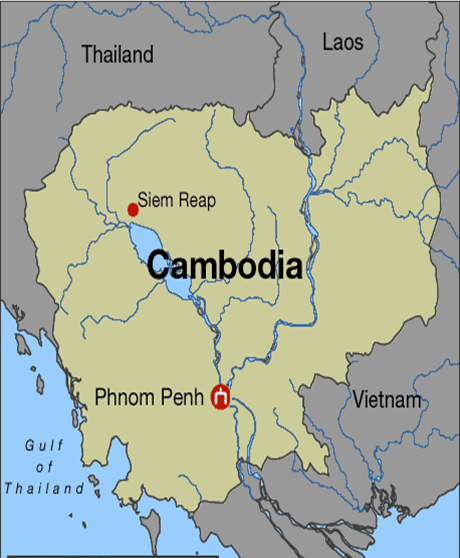 Thailand
Laos
Siem Reap
Cambodia
Phnom Penh
Vietnam
Gulf
of
Thailand